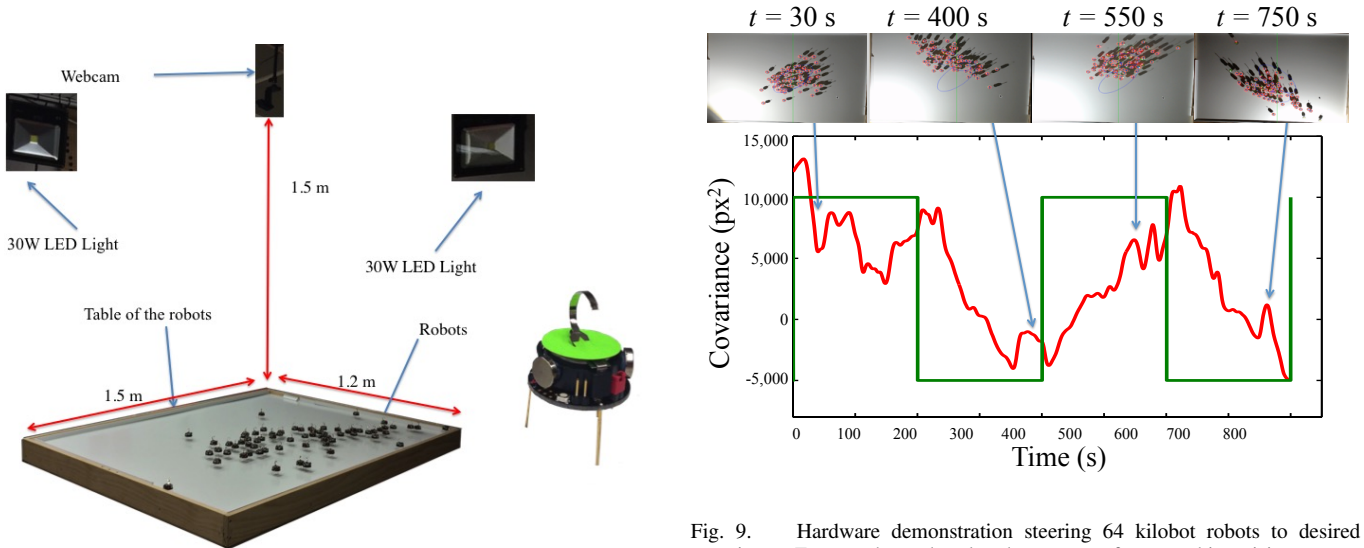 Webcam
1.5 m
30W LED Light
30W LED Light
Table of the robots
Robots
1.5 m
1.2 m
t = 30 s t = 400 s t = 550 s t = 750 s
15,000
10,000
5,000
0
-5,000
Covariance (px²)
0 100 200 300 400 500 600 700 800
Time (s)
Fig. 9. Hardware demonstration steering 64 kilobot robots to desired